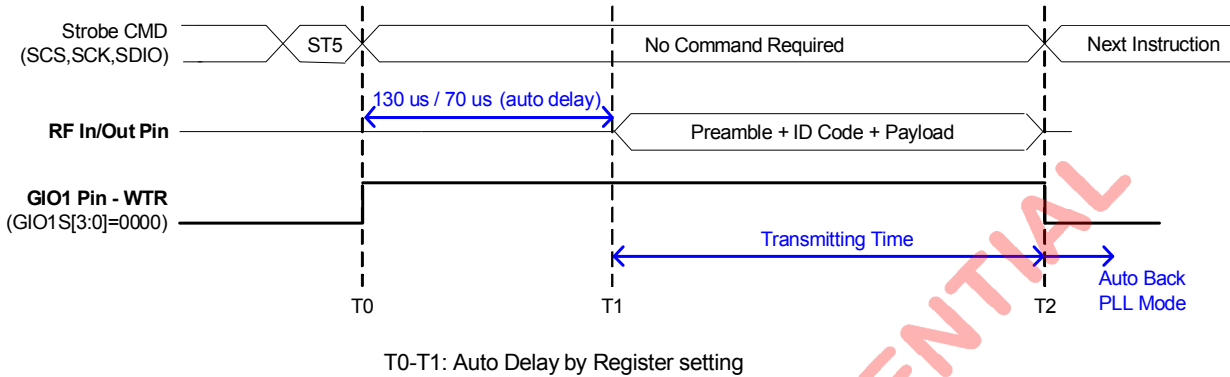 Strobe CMD
(SCS,SCK,SDIO)
ST5
No Command Required
Next Instruction
130 us / 70 us (auto delay)
RF In/Out Pin
Preamble + ID Code + Payload
GIO1 Pin - WTR
(GIO1S[3:0]=0000)
Transmitting Time
Auto Back
PLL Mode
T0
T1
T2
T0-T1: Auto Delay by Register setting
ENTIAL